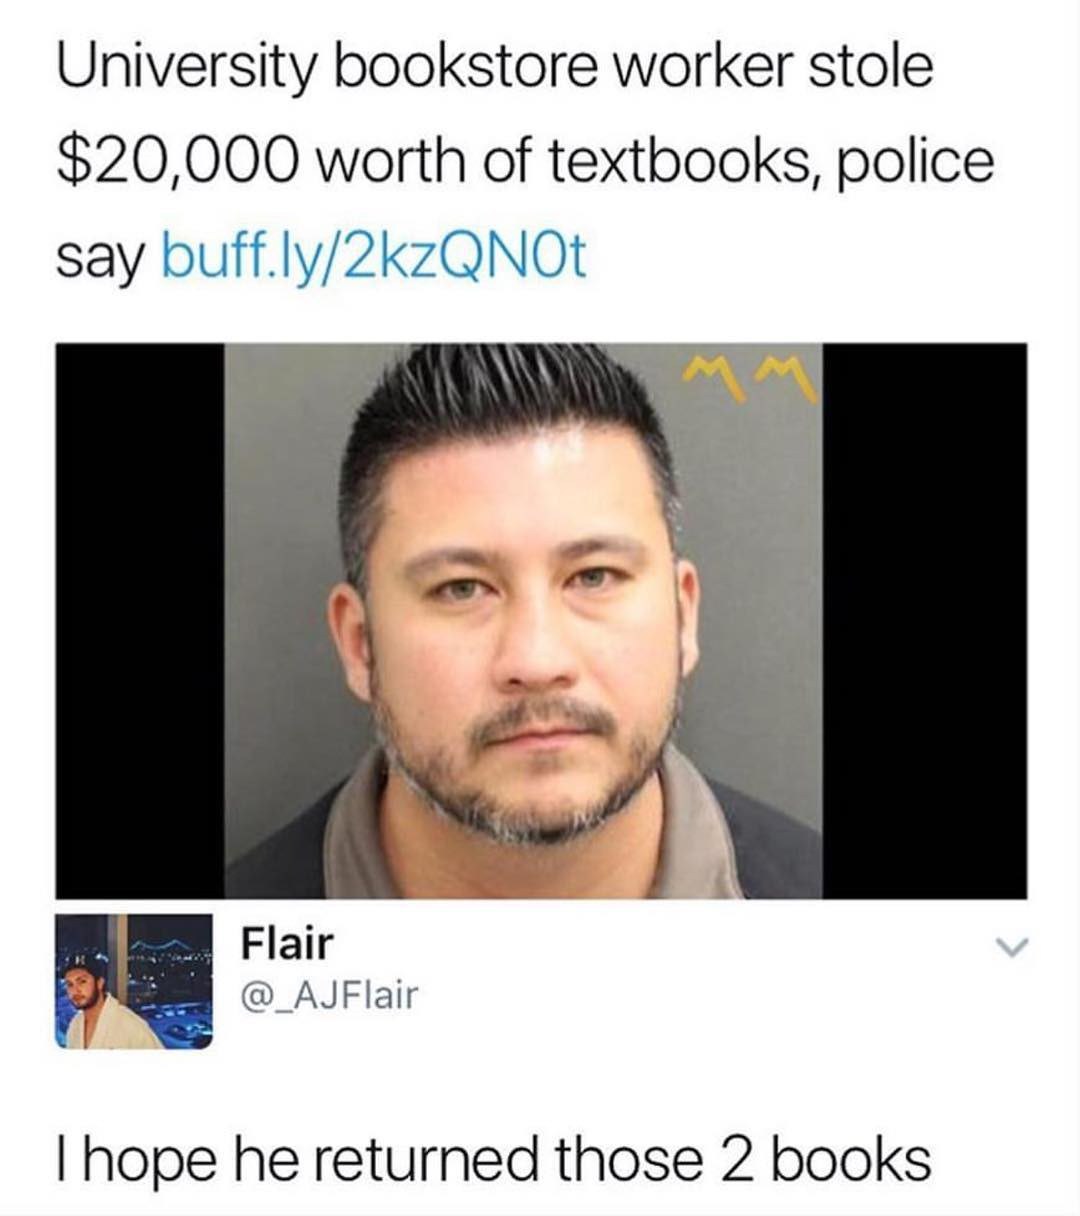 University bookstore worker stole
$20,000 worth of textbooks, police
say buff.ly/2kzQN0t
Flair
@_AJFlair
I hope he returned those 2 books